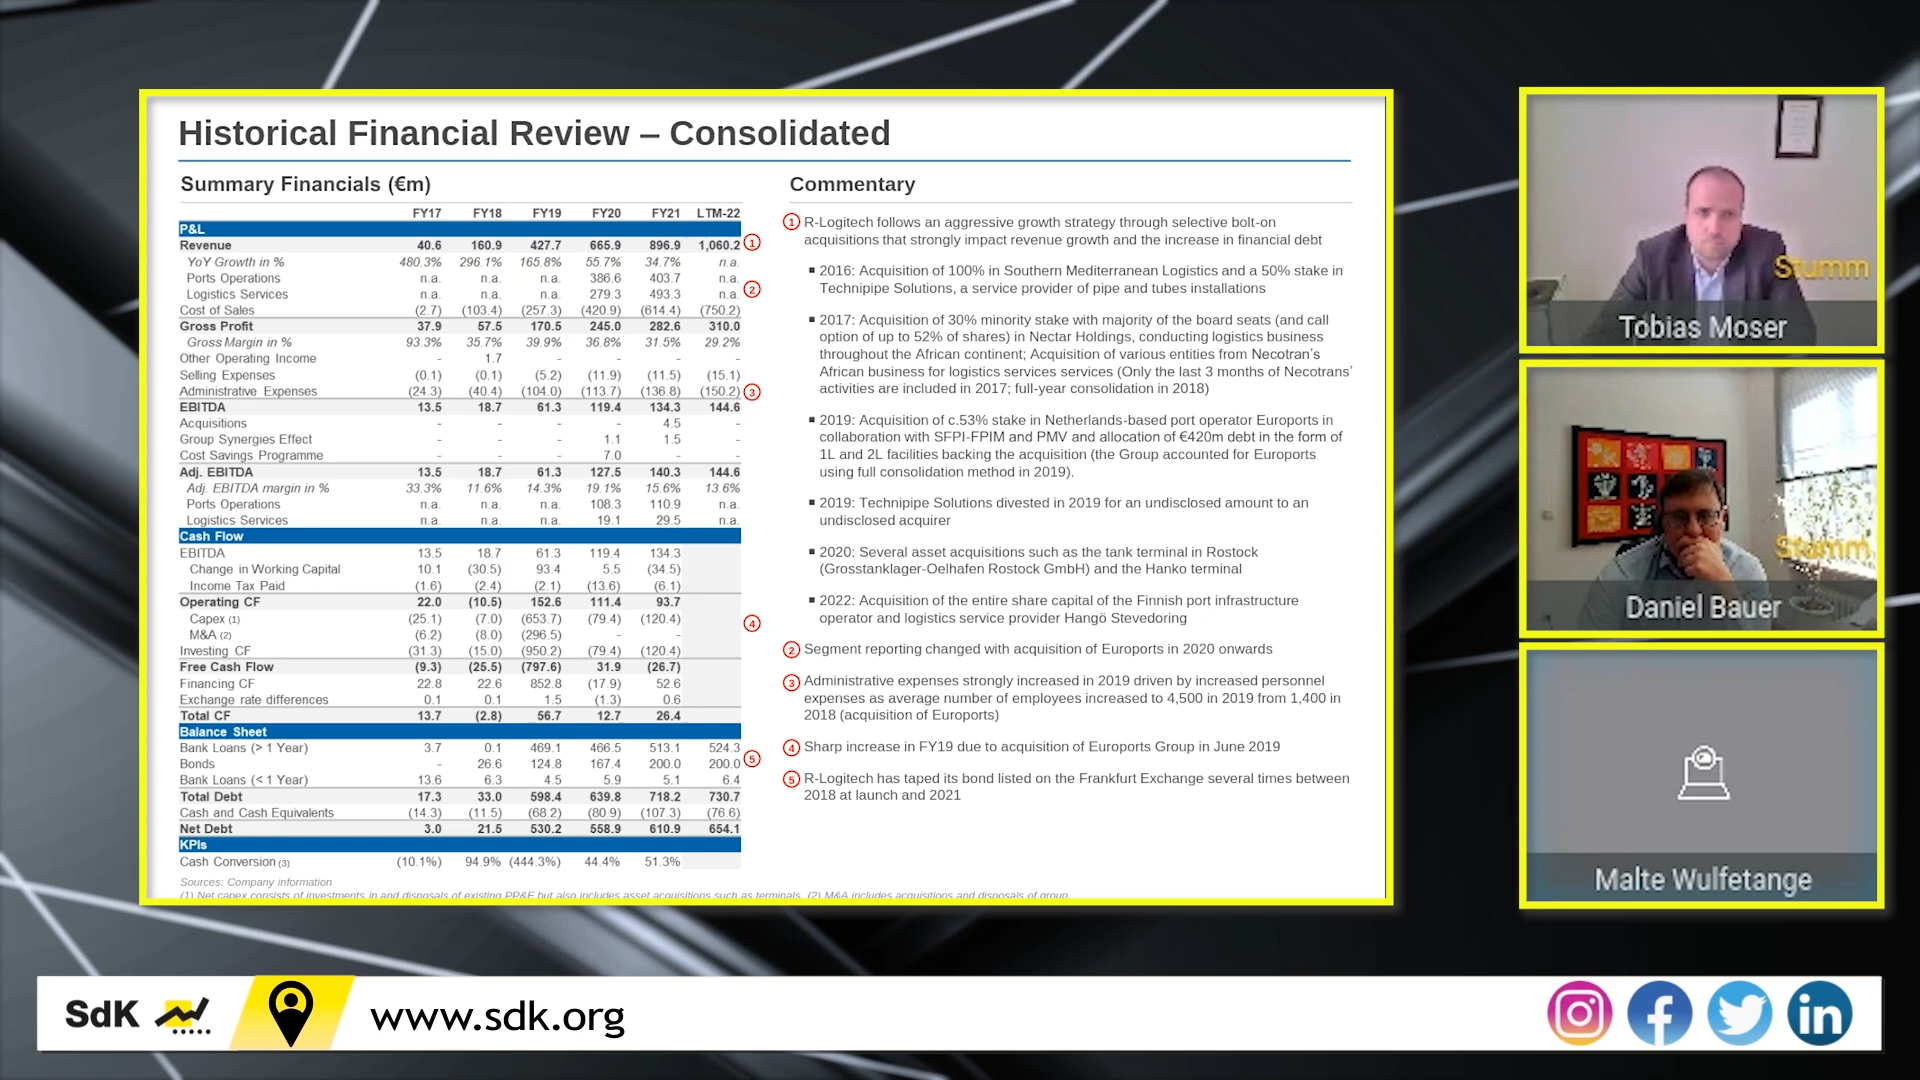 Historical Financial Review – Consolidated
Summary Financials (€m)
FY17 FY18 FY19 FY20 FY21 LTM-22
P&L
Revenue 40.6 160.9 427.7 665.9 896.9 1,060.2 1
YoY Growth in % 480.3% 296.1% 165.8% 55.7% 34.7% n.a.
Ports Operations n.a. n.a. n.a. 386.6 403.7 n.a.
Logistics Services n.a. n.a. n.a. 279.3 493.3 n.a. 2
Cost of Sales (2.7) (103.4) (257.3) (420.9) (614.4) (750.2)
Gross Profit 37.9 57.5 170.5 245.0 282.6 310.0
Gross Margin in % 93.3% 35.7% 39.9% 36.8% 31.5% 29.2%
Other Operating Income - 1.7 - - - -
Selling Expenses (0.1) (0.1) (5.2) (11.9) (11.5) (15.1)
Administrative Expenses (24.3) (40.4) (104.0) (113.7) (136.8) (150.2) 3
EBITDA 13.5 18.7 61.3 119.4 134.3 144.6
Acquisitions - - - - 4.5 -
Group Synergies Effect - - - 1.1 1.5 -
Cost Savings Programme - - - 7.0 - -
Adj. EBITDA 13.5 18.7 61.3 127.5 140.3 144.6
Adj. EBITDA margin in % 33.3% 11.6% 14.3% 19.1% 15.6% 13.6%
Ports Operations n.a. n.a. n.a. 108.3 110.9 n.a.
Logistics Services n.a. n.a. n.a. 19.1 29.5 n.a.
Cash Flow
EBITDA 13.5 18.7 61.3 119.4 134.3
Change in Working Capital 10.1 (30.5) 93.4 5.5 (34.5)
Income Tax Paid (1.6) (2.4) (2.1) (13.6) (6.1)
Operating CF 22.0 (10.5) 152.6 111.4 93.7
Capex (1) (25.1) (7.0) (653.7) (79.4) (120.4) 4
M&A (2) (6.2) (8.0) (296.5) - -
Investing CF (31.3) (15.0) (950.2) (79.4) (120.4)
Free Cash Flow (9.3) (25.5) (797.6) 31.9 (26.7)
Financing CF 22.8 22.6 852.8 (17.9) 52.6
Exchange rate differences 0.1 0.1 1.5 (1.3) 0.6
Total CF 13.7 (2.8) 56.7 12.7 26.4
Balance Sheet
Bank Loans (> 1 Year) 3.7 0.1 469.1 466.5 513.1 524.3
Bonds - 26.6 124.8 167.4 200.0 200.0 5
Bank Loans (< 1 Year) 13.6 6.3 4.5 5.9 5.1 6.4
Total Debt 17.3 33.0 598.4 639.8 718.2 730.7
Cash and Cash Equivalents (14.3) (11.5) (68.2) (80.9) (107.3) (76.6)
Net Debt 3.0 21.5 530.2 558.9 610.9 654.1
KPIs
Cash Conversion (3) (10.1%) 94.9% (444.3%) 44.4% 51.3%
Sources: Company information
(1) Net capex consists of investments in and disposals of existing PP&E but also includes asset acquisitions such as terminals, (2) M&A includes acquisitions and disposals of group
Commentary
1 R-Logitech follows an aggressive growth strategy through selective bolt-on
acquisitions that strongly impact revenue growth and the increase in financial debt
▪ 2016: Acquisition of 100% in Southern Mediterranean Logistics and a 50% stake in
Technipipe Solutions, a service provider of pipe and tubes installations
▪ 2017: Acquisition of 30% minority stake with majority of the board seats (and call
option of up to 52% of shares) in Nectar Holdings, conducting logistics business
throughout the African continent; Acquisition of various entities from Necotran's
African business for logistics services services (Only the last 3 months of Necotrans'
activities are included in 2017; full-year consolidation in 2018)
▪ 2019: Acquisition of c.53% stake in Netherlands-based port operator Euroports in
collaboration with SFPI-FPIM and PMV and allocation of €420m debt in the form of
1L and 2L facilities backing the acquisition (the Group accounted for Euroports
using full consolidation method in 2019).
▪ 2019: Technipipe Solutions divested in 2019 for an undisclosed amount to an
undisclosed acquirer
▪ 2020: Several asset acquisitions such as the tank terminal in Rostock
(Grosstanklager-Oelhafen Rostock GmbH) and the Hanko terminal
▪ 2022: Acquisition of the entire share capital of the Finnish port infrastructure
operator and logistics service provider Hangö Stevedoring
2 Segment reporting changed with acquisition of Euroports in 2020 onwards
3 Administrative expenses strongly increased in 2019 driven by increased personnel
expenses as average number of employees increased to 4,500 in 2019 from 1,400 in
2018 (acquisition of Euroports)
4 Sharp increase in FY19 due to acquisition of Euroports Group in June 2019
5 R-Logitech has taped its bond listed on the Frankfurt Exchange several times between
2018 at launch and 2021
Stumm
Tobias Moser
Stumm
Daniel Bauer
Malte Wulfetange
SdK
www.sdk.org